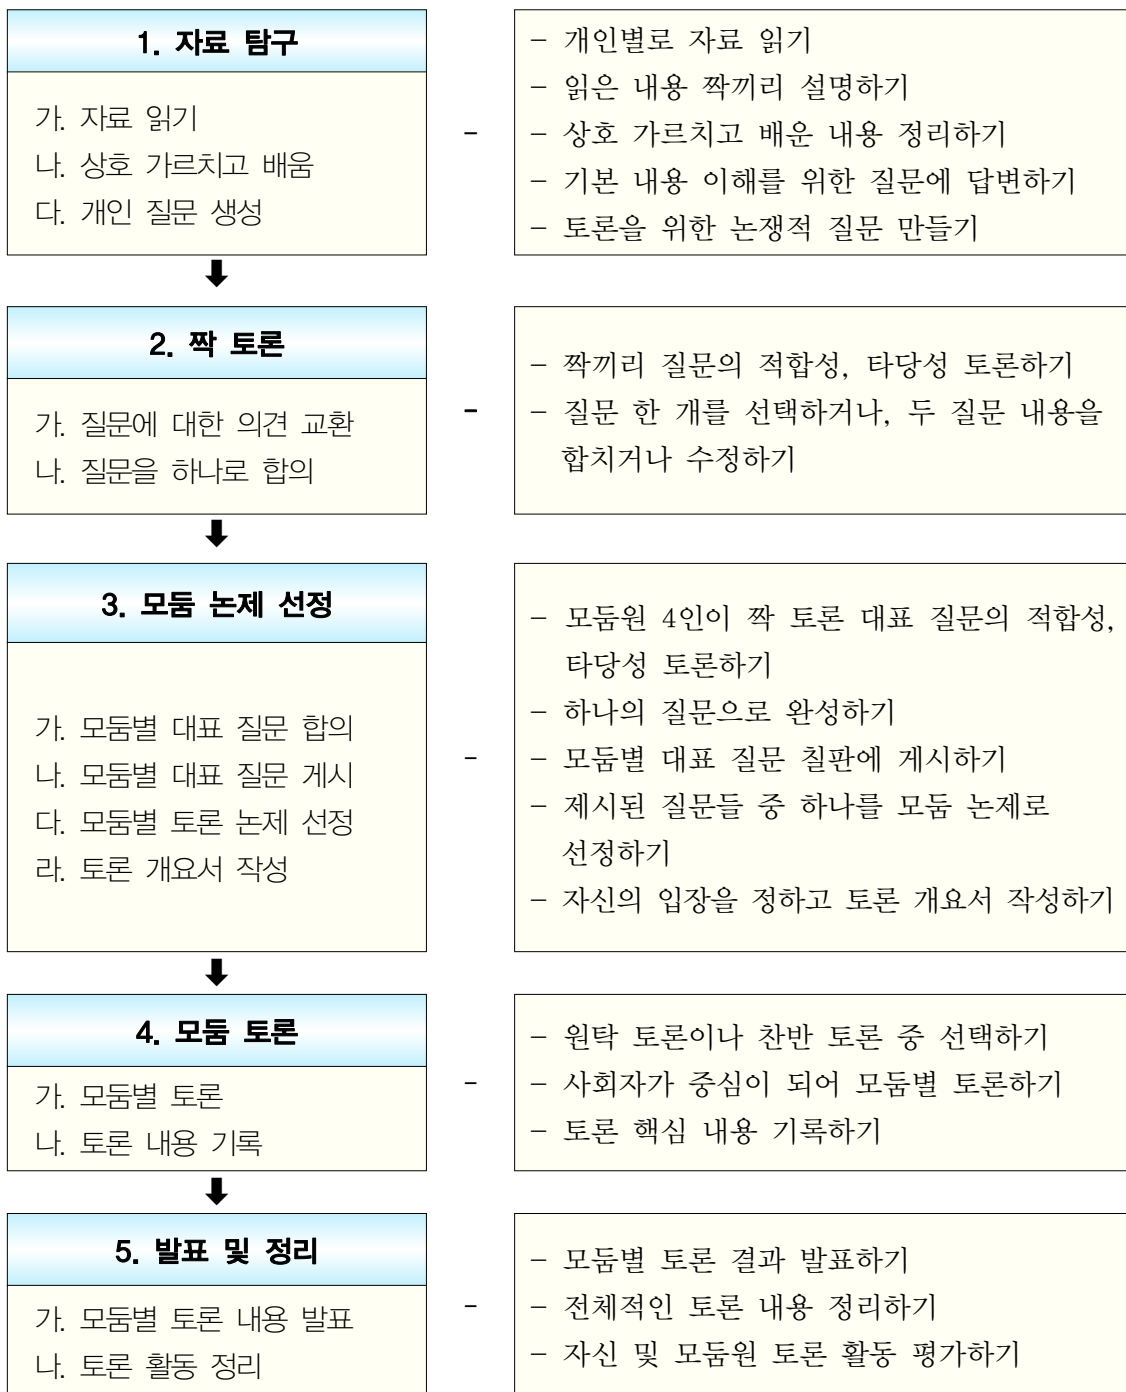 1. 자료 탐구
가. 자료 읽기
나. 상호 가르치고 배움
다. 개인 질문 생성
-
- 개인별로 자료 읽기
- 읽은 내용 짝끼리 설명하기
- 상호 가르치고 배운 내용 정리하기
- 기본 내용 이해를 위한 질문에 답변하기
- 토론을 위한 논쟁적 질문 만들기
2. 짝 토론
가. 질문에 대한 의견 교환
나. 질문을 하나로 합의
-
- 짝끼리 질문의 적합성, 타당성 토론하기
- 질문 한 개를 선택하거나, 두 질문 내용을
합치거나 수정하기
3. 모둠 논제 선정
가. 모둠별 대표 질문 합의
나. 모둠별 대표 질문 게시
다. 모둠별 토론 논제 선정
라. 토론 개요서 작성
-
- 모둠원 4인이 짝 토론 대표 질문의 적합성,
타당성 토론하기
- 하나의 질문으로 완성하기
- 모둠별 대표 질문 칠판에 게시하기
- 제시된 질문들 중 하나를 모둠 논제로
선정하기
- 자신의 입장을 정하고 토론 개요서 작성하기
4. 모둠 토론
가. 모둠별 토론
나. 토론 내용 기록
-
- 원탁 토론이나 찬반 토론 중 선택하기
- 사회자가 중심이 되어 모둠별 토론하기
- 토론 핵심 내용 기록하기
5. 발표 및 정리
가. 모둠별 토론 내용 발표
나. 토론 활동 정리
-
- 모둠별 토론 결과 발표하기
- 전체적인 토론 내용 정리하기
- 자신 및 모둠원 토론 활동 평가하기